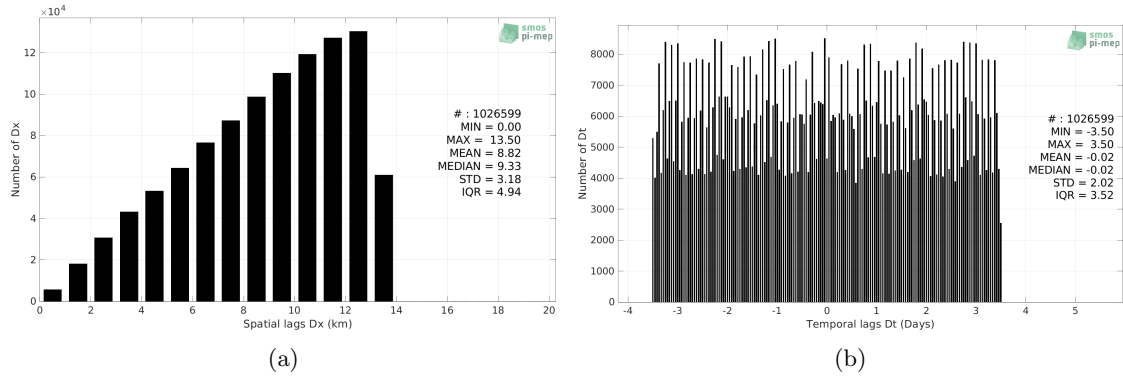 ×10⁴
12
10
8
6
4
2
0
0 2 4 6 8 10 12 14 16 18 20
Number of Dx
Spatial lags Dx (km)
smos
pi-mep
# : 1026599
MIN = 0.00
MAX = 13.50
MEAN = 8.82
MEDIAN = 9.33
STD = 3.18
IQR = 4.94
(a)
8000
7000
6000
5000
4000
3000
2000
1000
0
-4 -3 -2 -1 0 1 2 3 4 5
Number of Dt
Temporal lags Dt (Days)
smos
pi-mep
# : 1026599
MIN = -3.50
MAX = 3.50
MEAN = -0.02
MEDIAN = -0.02
STD = 2.02
IQR = 3.52
(b)